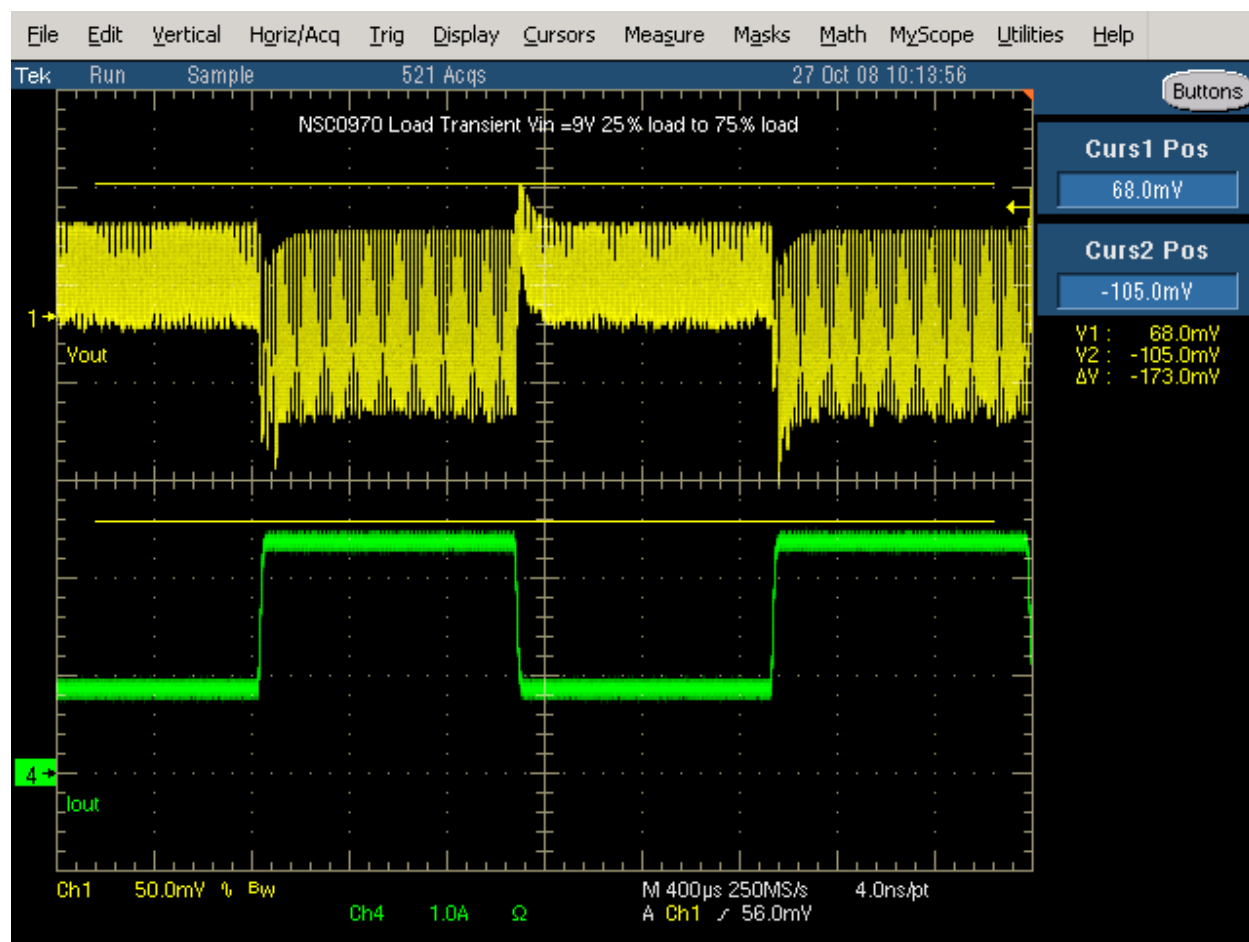 File Edit Vertical Horiz/Acq Trig Display Cursors Measure Masks Math MyScope Utilities Help
Tek Run Sample 521 Acqs 27 Oct 08 10:13:56
Buttons
NSC0970 Load Transient Vin =9V 25% load to 75% load
Curs1 Pos
68.0mV
Curs2 Pos
-105.0mV
V1 : 68.0mV
V2 : -105.0mV
ΔV : -173.0mV
1
Vout
4
Iout
Ch1 50.0mV Bw M 400µs 250MS/s 4.0ns/pt
Ch4 1.0A Ω A Ch1 56.0mV